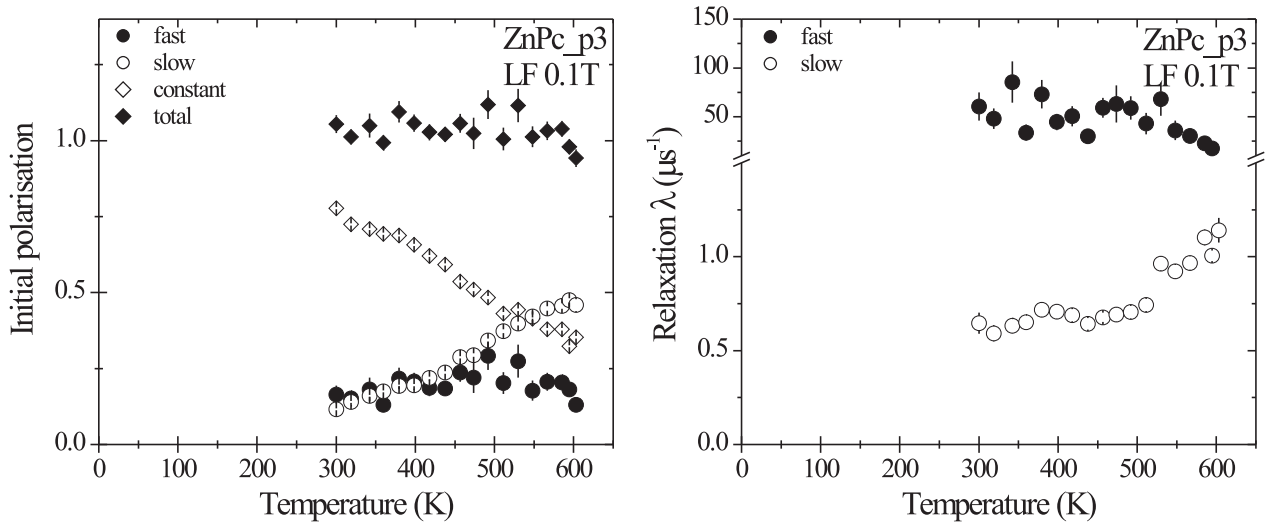 fast
slow
constant
total
ZnPc_p3
LF 0.1T
1.0
0.5
0.0
0 100 200 300 400 500 600
Initial polarisation
Temperature (K)
fast
slow
ZnPc_p3
LF 0.1T
150
100
50
1.0
0.5
0.0
0 100 200 300 400 500 600
Relaxation λ (μs⁻¹)
Temperature (K)